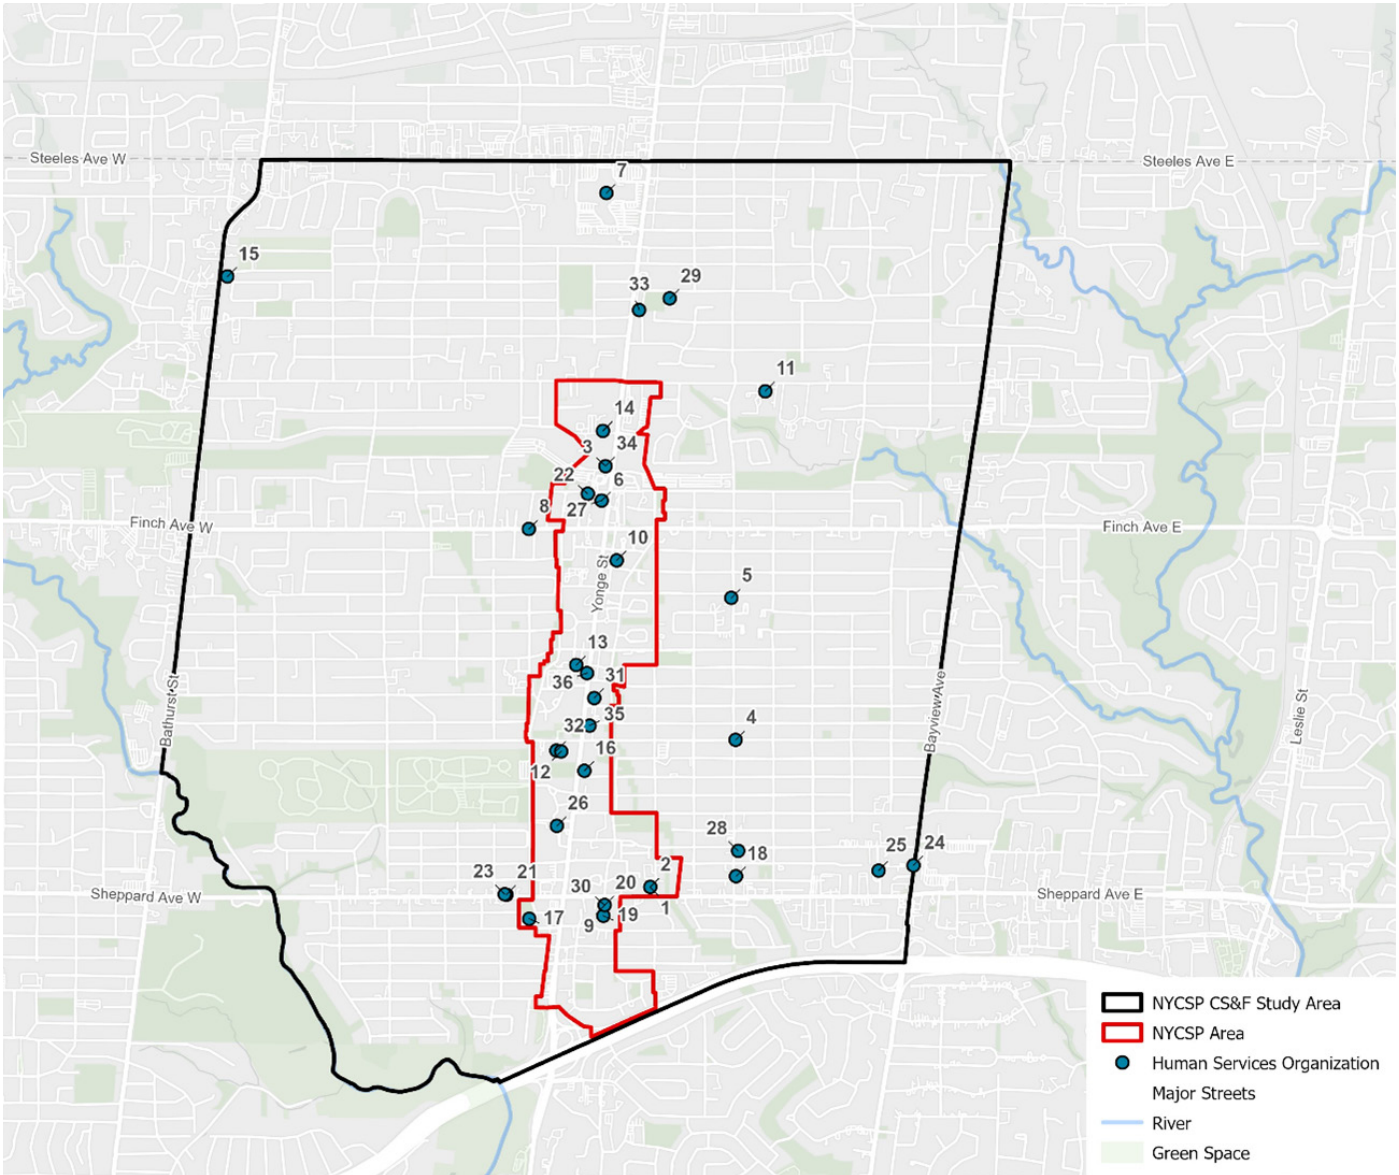 Steeles Ave W
Steeles Ave E
7
15
33
29
11
14
3
34
22
6
8
27
Finch Ave W
Finch Ave E
10
5
Yonge St
13
36
31
35
32
4
12
16
26
Bathurst St
Bayview Ave
Leslie St
28
18
25
24
23
21
2
30
20
1
17
9
19
Sheppard Ave W
Sheppard Ave E
NYCSP CS&F Study Area
NYCSP Area
Human Services Organization
Major Streets
River
Green Space